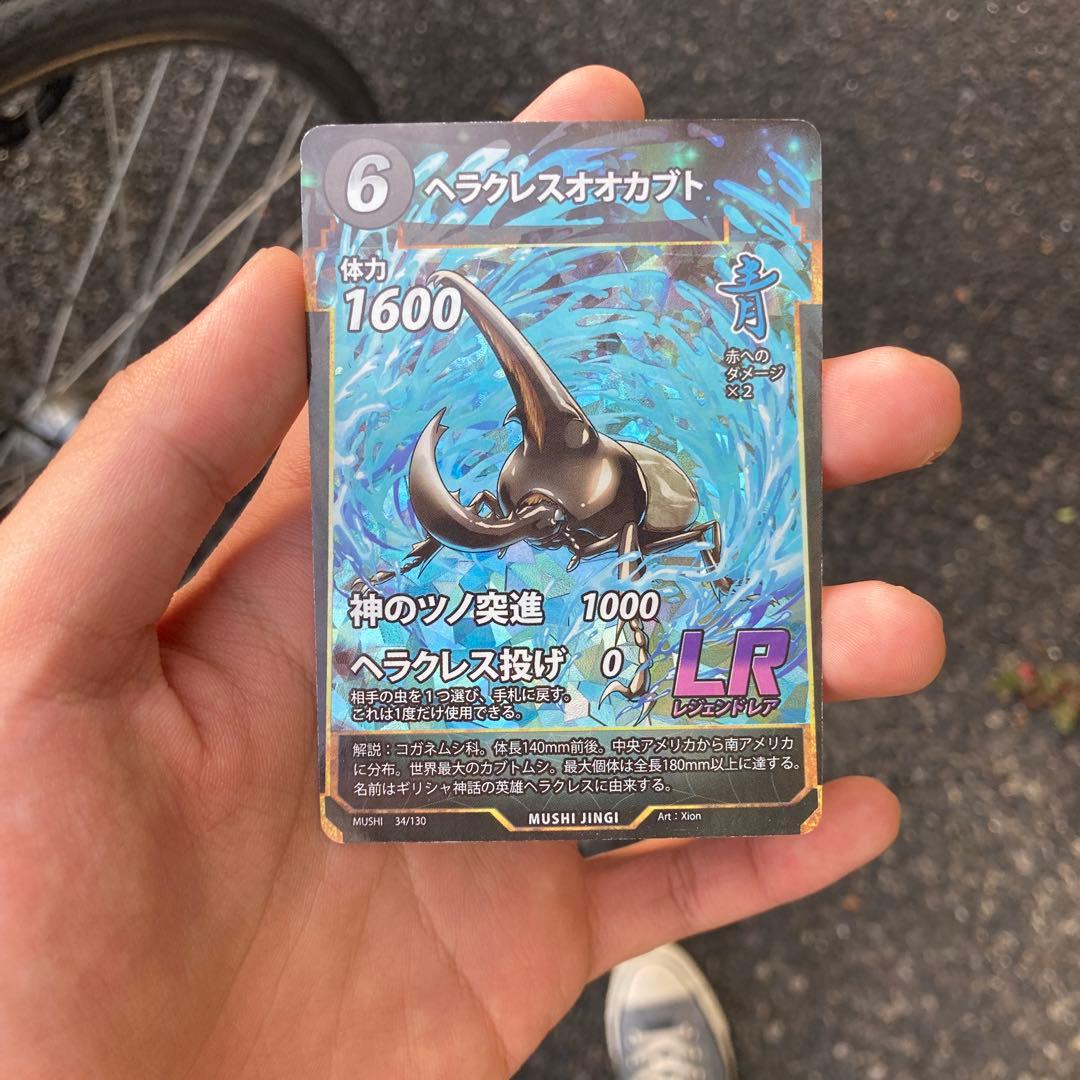 6 ヘラクレスオオカブト
体力
1600
青
赤への
ダメージ
×2
神のツノ突進 1000
ヘラクレス投げ 0
相手の虫を1つ選び、手札に戻す。
これは1度だけ使用できる。
LR
レジェンドレア
解説：コガネムシ科。体長140mm前後。中央アメリカから南アメリカ
に分布。世界最大のカブトムシ。最大個体は全長180mm以上に達する。
名前はギリシャ神話の英雄ヘラクレスに由来する。
MUSHI 34/130 MUSHI JINGI Art：Xion